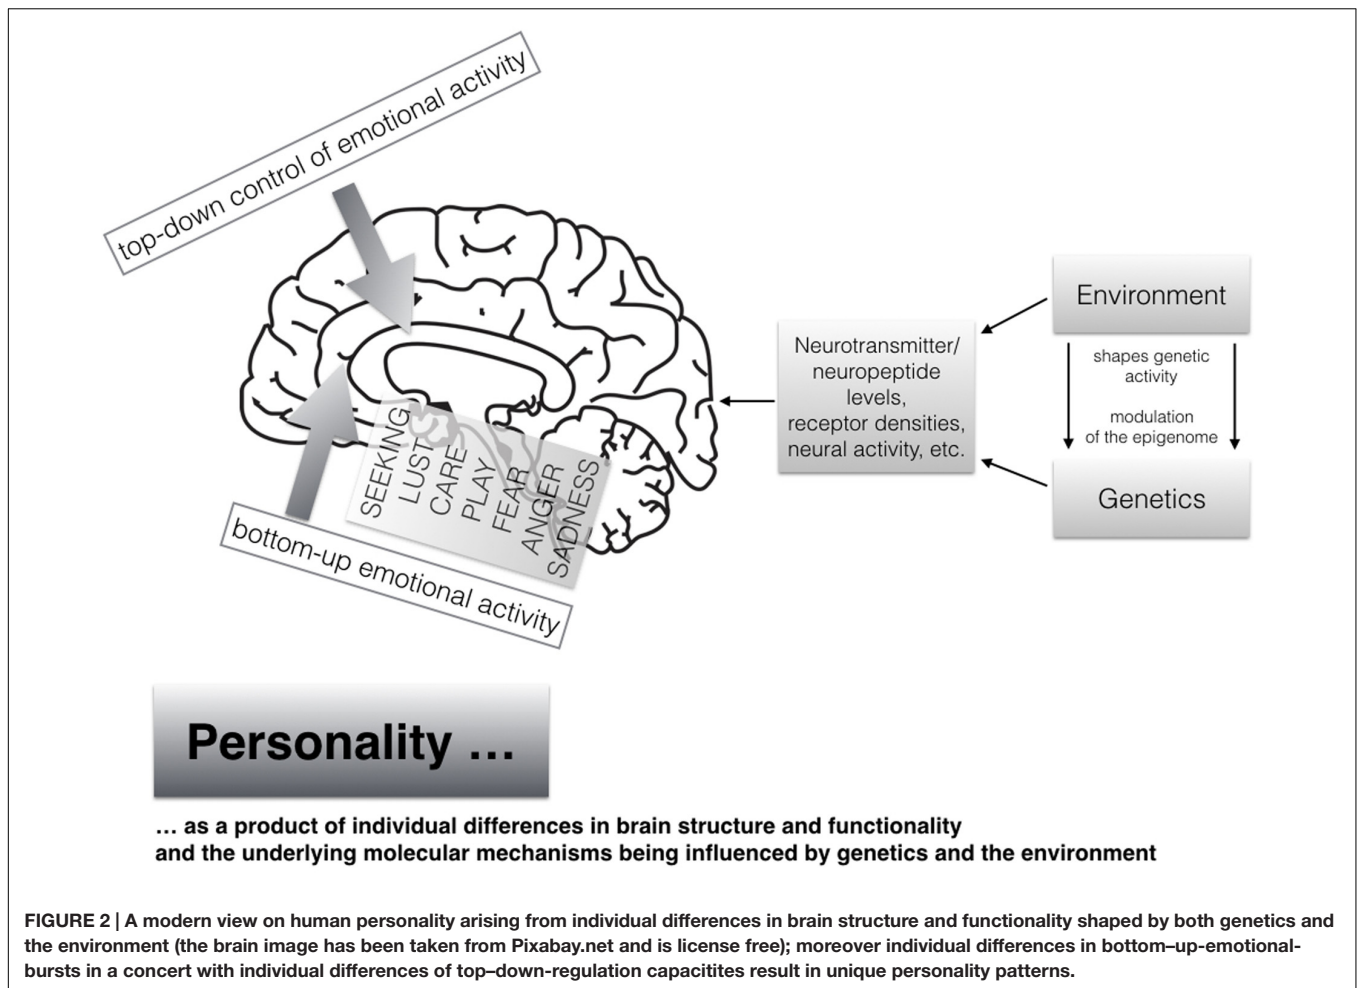 top-down control of emotional activity
Environment
Neurotransmitter/
neuropeptide
levels,
receptor densities,
neural activity, etc.
shapes genetic
activity
modulation
of the epigenome
Genetics
SEEKING
LUST
CARE
PLAY
FEAR
ANGER
SADNESS
bottom-up emotional activity
Personality ...
... as a product of individual differences in brain structure and functionality
and the underlying molecular mechanisms being influenced by genetics and the environment
FIGURE 2 | A modern view on human personality arising from individual differences in brain structure and functionality shaped by both genetics and
the environment (the brain image has been taken from Pixabay.net and is license free); moreover individual differences in bottom–up-emotional-
bursts in a concert with individual differences of top–down-regulation capacitites result in unique personality patterns.